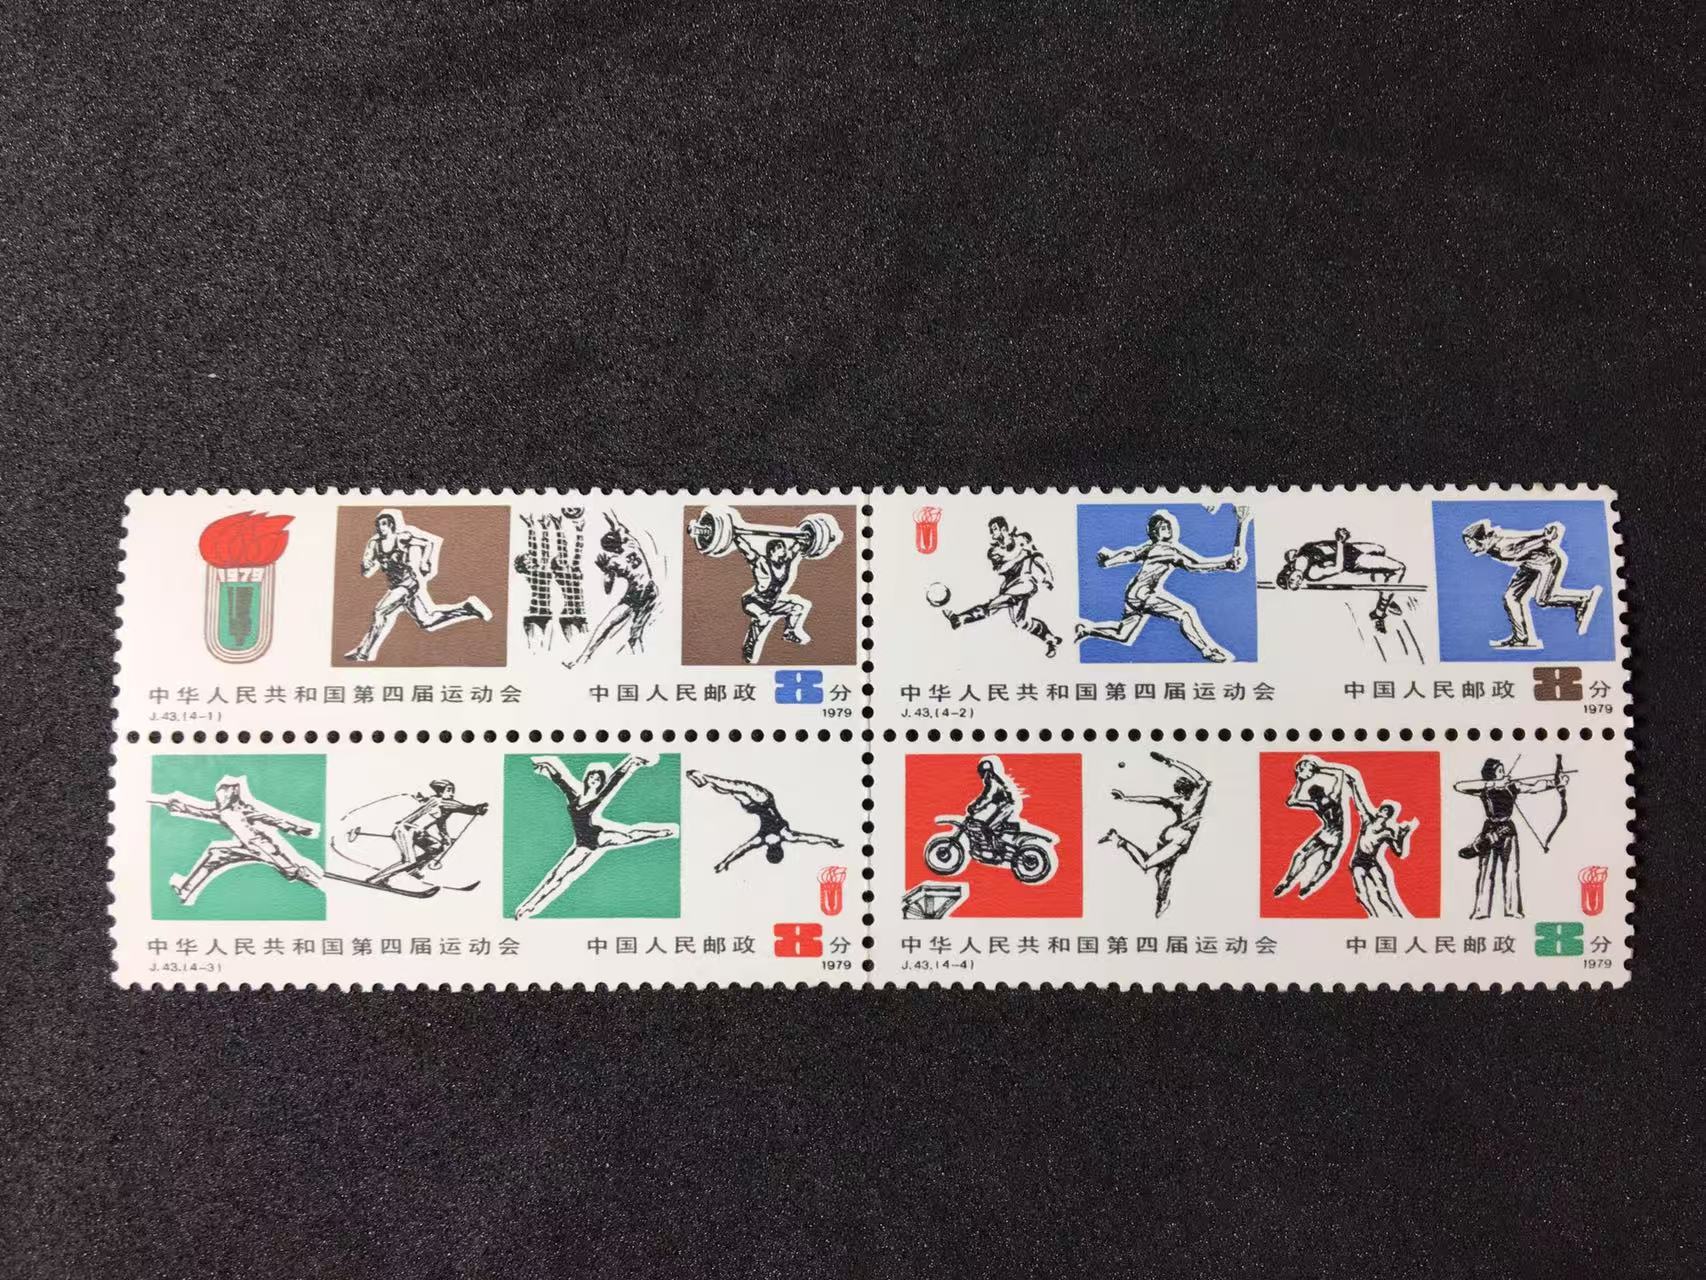 1979
中华人民共和国第四届运动会 中国人民邮政 8分
J.43.(4-1) 1979
中华人民共和国第四届运动会 中国人民邮政 8分
J.43.(4-2) 1979
中华人民共和国第四届运动会 中国人民邮政 8分
J.43.(4-3) 1979
中华人民共和国第四届运动会 中国人民邮政 8分
J.43.(4-4) 1979